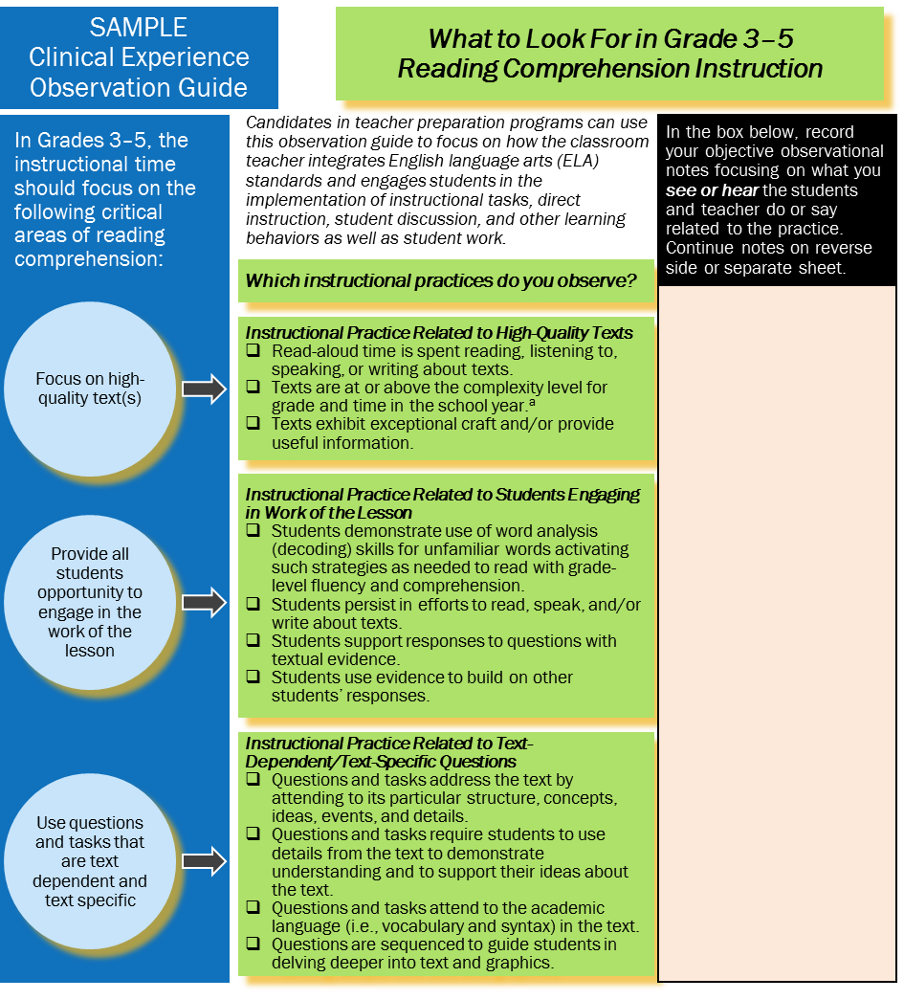 SAMPLE
Clinical Experience
Observation Guide
What to Look For in Grade 3–5
Reading Comprehension Instruction
In Grades 3–5, the
instructional time
should focus on the
following critical
areas of reading
comprehension:
Candidates in teacher preparation programs can use
this observation guide to focus on how the classroom
teacher integrates English language arts (ELA)
standards and engages students in the
implementation of instructional tasks, direct
instruction, student discussion, and other learning
behaviors as well as student work.
In the box below, record
your objective observational
notes focusing on what you
see or hear the students
and teacher do or say
related to the practice.
Continue notes on reverse
side or separate sheet.
Which instructional practices do you observe?
Focus on high-
quality text(s)
Instructional Practice Related to High-Quality Texts
❑ Read-aloud time is spent reading, listening to,
speaking, or writing about texts.
❑ Texts are at or above the complexity level for
grade and time in the school year.ª
❑ Texts exhibit exceptional craft and/or provide
useful information.
Provide all
students
opportunity to
engage in the
work of the
lesson
Instructional Practice Related to Students Engaging
in Work of the Lesson
❑ Students demonstrate use of word analysis
(decoding) skills for unfamiliar words activating
such strategies as needed to read with grade-
level fluency and comprehension.
❑ Students persist in efforts to read, speak, and/or
write about texts.
❑ Students support responses to questions with
textual evidence.
❑ Students use evidence to build on other
students’ responses.
Use questions
and tasks that
are text
dependent and
text specific
Instructional Practice Related to Text-
Dependent/Text-Specific Questions
❑ Questions and tasks address the text by
attending to its particular structure, concepts,
ideas, events, and details.
❑ Questions and tasks require students to use
details from the text to demonstrate
understanding and to support their ideas about
the text.
❑ Questions and tasks attend to the academic
language (i.e., vocabulary and syntax) in the text.
❑ Questions are sequenced to guide students in
delving deeper into text and graphics.